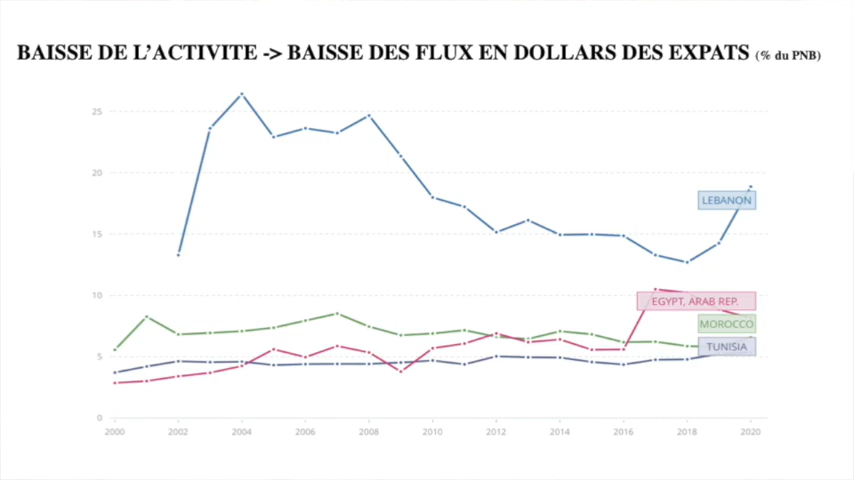 BAISSE DE L'ACTIVITE -> BAISSE DES FLUX EN DOLLARS DES EXPATS (% du PNB)
25
20
LEBANON
15
10
EGYPT, ARAB REP.
MOROCCO
TUNISIA
5
0
2000 2002 2004 2006 2008 2010 2012 2014 2016 2018 2020